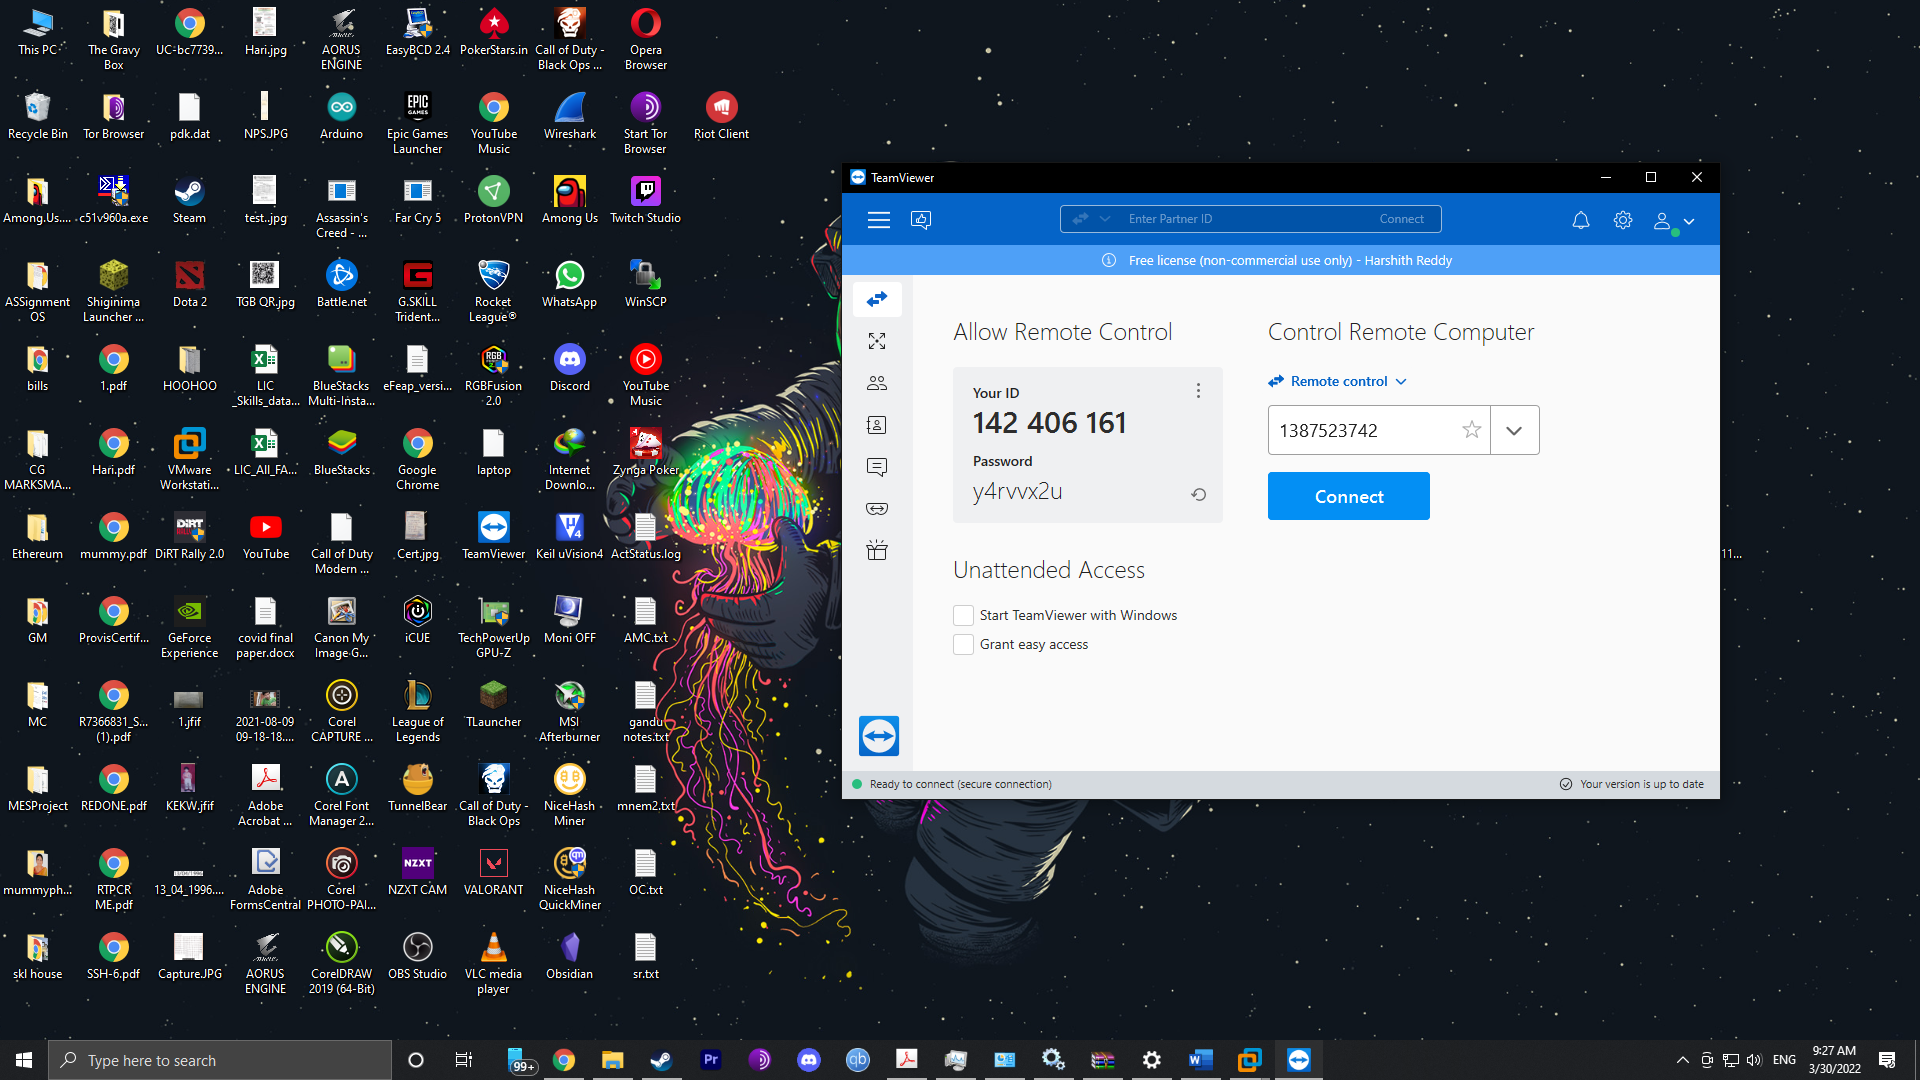 This PC
The Gravy Box
UC-bc7739...
Hari.jpg
AORUS ENGINE
EasyBCD 2.4
PokerStars.in
Call of Duty - Black Ops ...
Opera Browser
Recycle Bin
Tor Browser
pdk.dat
NPS.JPG
Arduino
Epic Games Launcher
YouTube Music
Wireshark
Start Tor Browser
Riot Client
Among.Us....
c51v960a.exe
Steam
test..jpg
Assassin's Creed - ...
Far Cry 5
ProtonVPN
Among Us
Twitch Studio
ASSignment OS
Shiginima Launcher ...
Dota 2
TGB QR.jpg
Battle.net
G.SKILL Trident...
Rocket League®
WhatsApp
WinSCP
bills
1.pdf
HOOHOO
LIC _Skills_data...
BlueStacks Multi-Insta...
eFeap_versi...
RGBFusion 2.0
Discord
YouTube Music
CG MARKSMA...
Hari.pdf
VMware Workstati...
LIC_All_FA...
BlueStacks
Google Chrome
laptop
Internet Downlo...
Zynga Poker
Ethereum
mummy.pdf
DiRT Rally 2.0
YouTube
Call of Duty Modern ...
Cert.jpg
TeamViewer
Keil uVision4
ActStatus.log
GM
ProvisCertif...
GeForce Experience
covid final paper.docx
Canon My Image G...
iCUE
TechPowerUp GPU-Z
Moni OFF
AMC.txt
MC
R7366831_S... (1).pdf
1.jfif
2021-08-09 09-18-18....
Corel CAPTURE ...
League of Legends
TLauncher
MSI Afterburner
gandu notes.txt
MESProject
REDONE.pdf
KEKW.jfif
Adobe Acrobat ...
Corel Font Manager 2...
TunnelBear
Call of Duty - Black Ops
NiceHash Miner
mnem2.txt
mummyph...
RTPCR ME.pdf
13_04_1996....
Adobe FormsCentral
Corel PHOTO-PAI...
NZXT CAM
VALORANT
NiceHash QuickMiner
OC.txt
skl house
SSH-6.pdf
Capture.JPG
AORUS ENGINE
CorelDRAW 2019 (64-Bit)
OBS Studio
VLC media player
Obsidian
sr.txt
11...
TeamViewer
Enter Partner ID
Connect
Free license (non-commercial use only) - Harshith Reddy
Allow Remote Control
Your ID
142 406 161
Password
y4rvvx2u
Control Remote Computer
Remote control
1387523742
Connect
Unattended Access
Start TeamViewer with Windows
Grant easy access
Ready to connect (secure connection)
Your version is up to date
Type here to search
99+
ENG
9:27 AM
3/30/2022